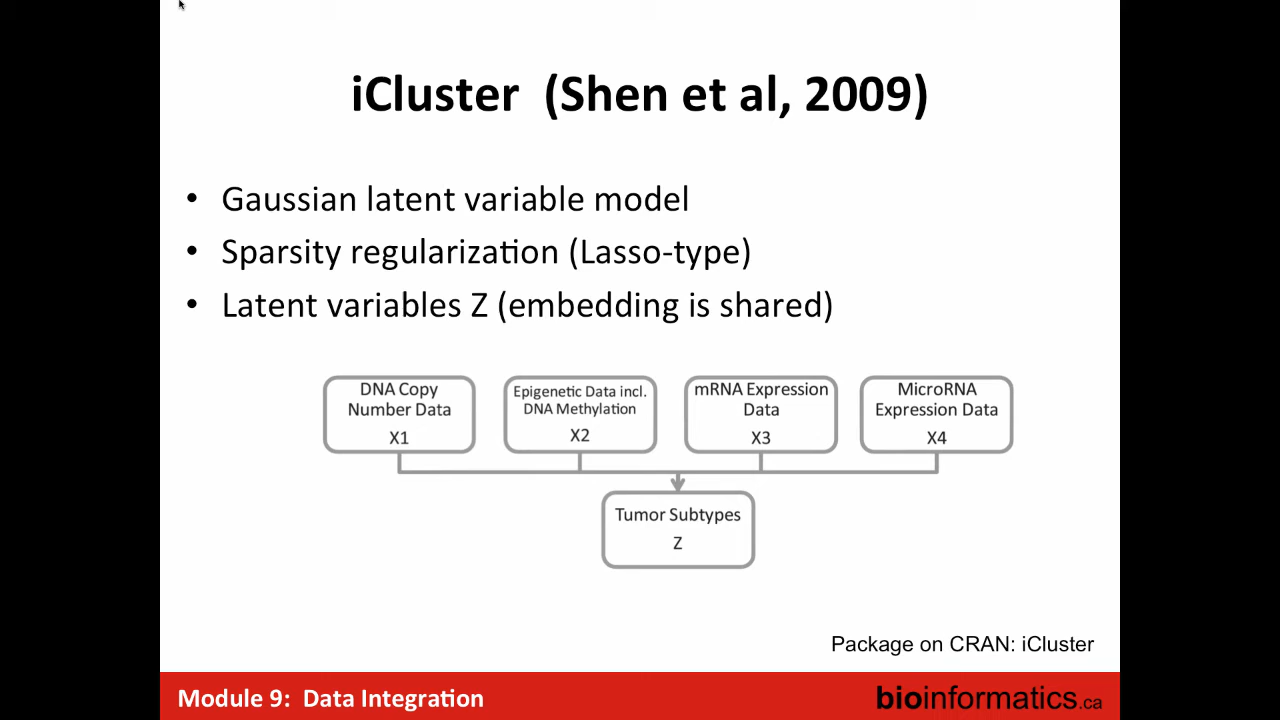 iCluster (Shen et al, 2009)
• Gaussian latent variable model
• Sparsity regularization (Lasso-type)
• Latent variables Z (embedding is shared)
DNA Copy
Number Data
X1
Epigenetic Data incl.
DNA Methylation
X2
mRNA Expression
Data
X3
MicroRNA
Expression Data
X4
Tumor Subtypes
Z
Package on CRAN: iCluster
Module 9: Data Integration
bioinformatics.ca